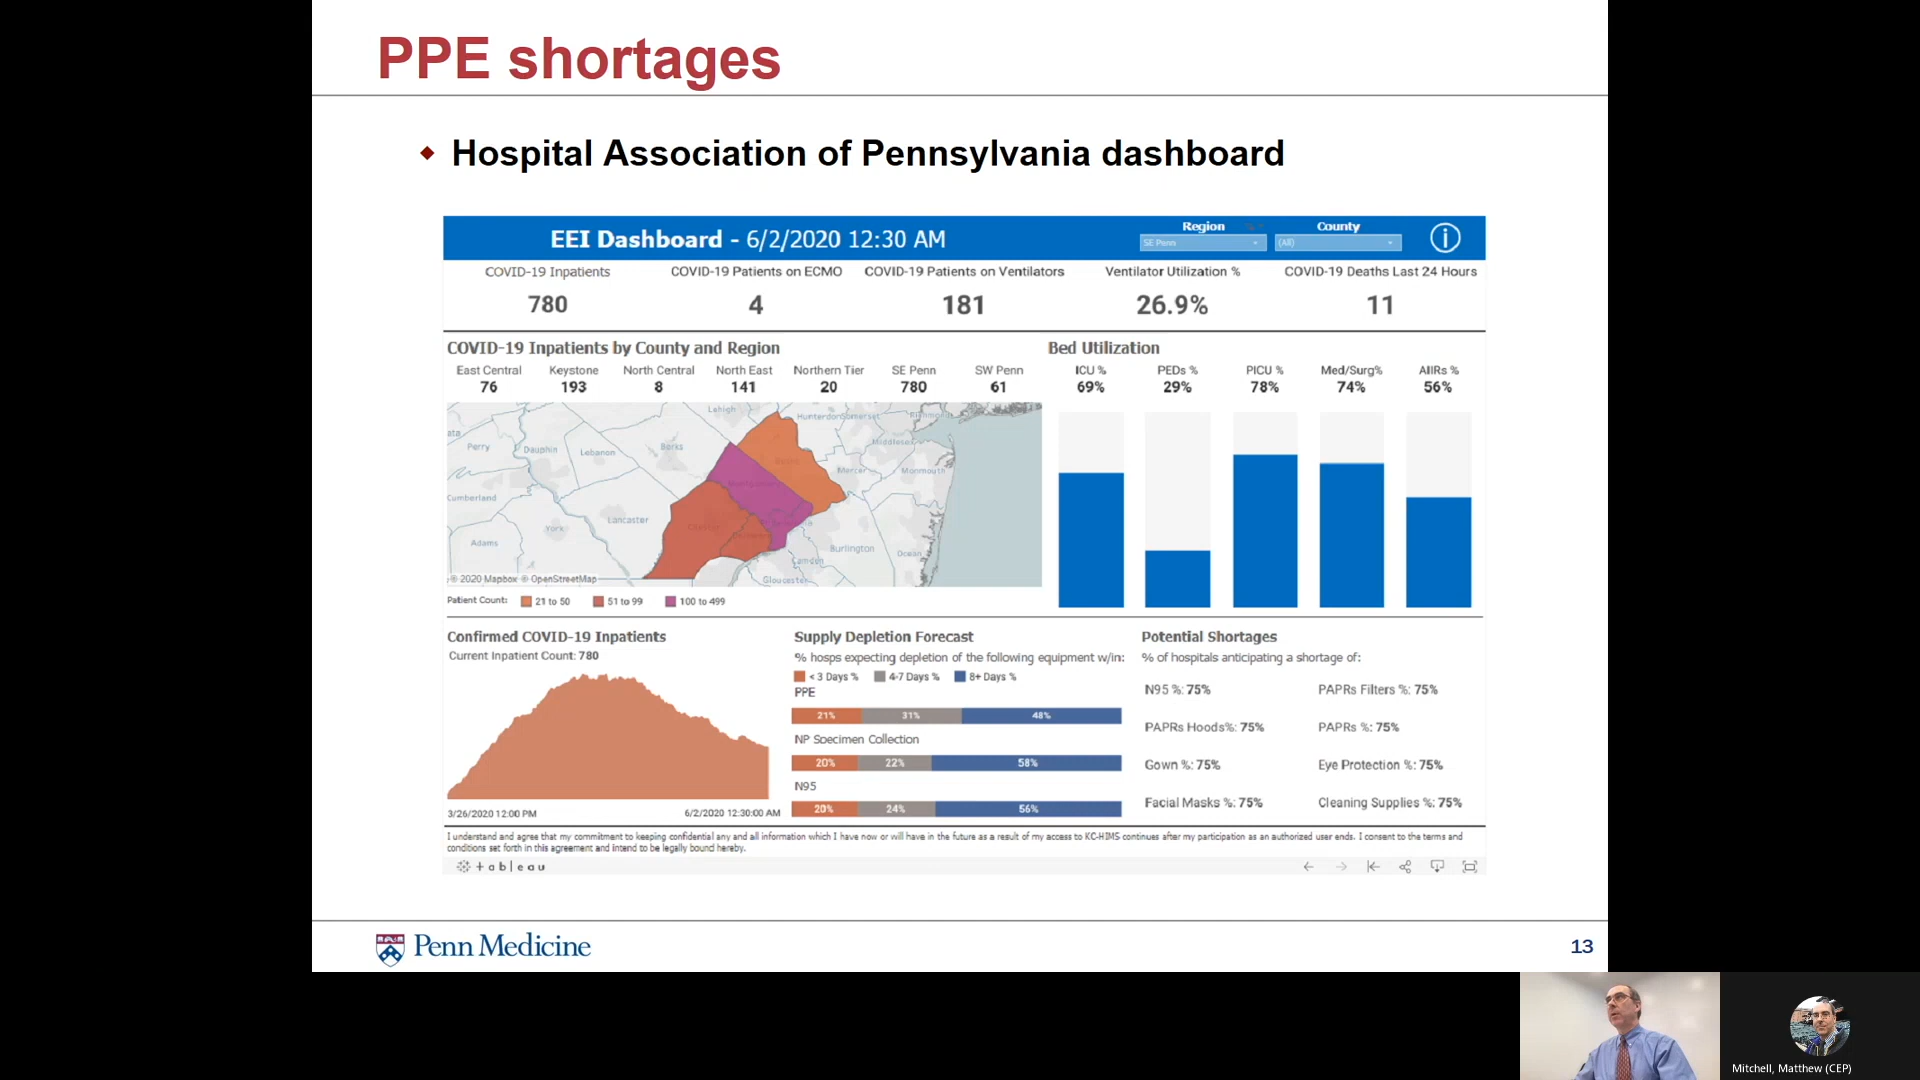 PPE shortages
Hospital Association of Pennsylvania dashboard
EEI Dashboard - 6/2/2020 12:30 AM
Region
County
SE Penn
(All)
COVID-19 Inpatients
COVID-19 Patients on ECMO
COVID-19 Patients on Ventilators
Ventilator Utilization %
COVID-19 Deaths Last 24 Hours
780
4
181
26.9%
11
COVID-19 Inpatients by County and Region
East Central
Keystone
North Central
North East
Northern Tier
SE Penn
SW Penn
76
193
8
141
20
780
61
Lehigh
Hunterdon
Somerset
Middlesex
Perry
Dauphin
Lebanon
Berks
Mercer
Monmouth
Cumberland
Lancaster
York
Adams
Burlington
Ocean
Camden
Gloucester
© 2020 Mapbox © OpenStreetMap
Patient Count:
21 to 50
51 to 99
100 to 499
Bed Utilization
ICU %
PEDs %
PICU %
Med/Surg%
AIIRs %
69%
29%
78%
74%
56%
Confirmed COVID-19 Inpatients
Current Inpatient Count: 780
3/26/2020 12:00 PM
6/2/2020 12:30:00 AM
Supply Depletion Forecast
% hosps expecting depletion of the following equipment w/in:
< 3 Days %
4-7 Days %
8+ Days %
PPE
21%
31%
48%
NP Specimen Collection
20%
22%
58%
N95
20%
24%
56%
Potential Shortages
% of hospitals anticipating a shortage of:
N95 %: 75%
PAPRs Filters %: 75%
PAPRs Hoods%: 75%
PAPRs %: 75%
Gown %: 75%
Eye Protection %: 75%
Facial Masks %: 75%
Cleaning Supplies %: 75%
I understand and agree that my commitment to keeping confidential any and all information which I have now or will have in the future as a result of my access to KC-HIMS continues after my participation as an authorized user ends. I consent to the terms and
conditions set forth in this agreement and intend to be legally bound hereby.
+ a b | e a u
Penn Medicine
13
Mitchell, Matthew (CEP)